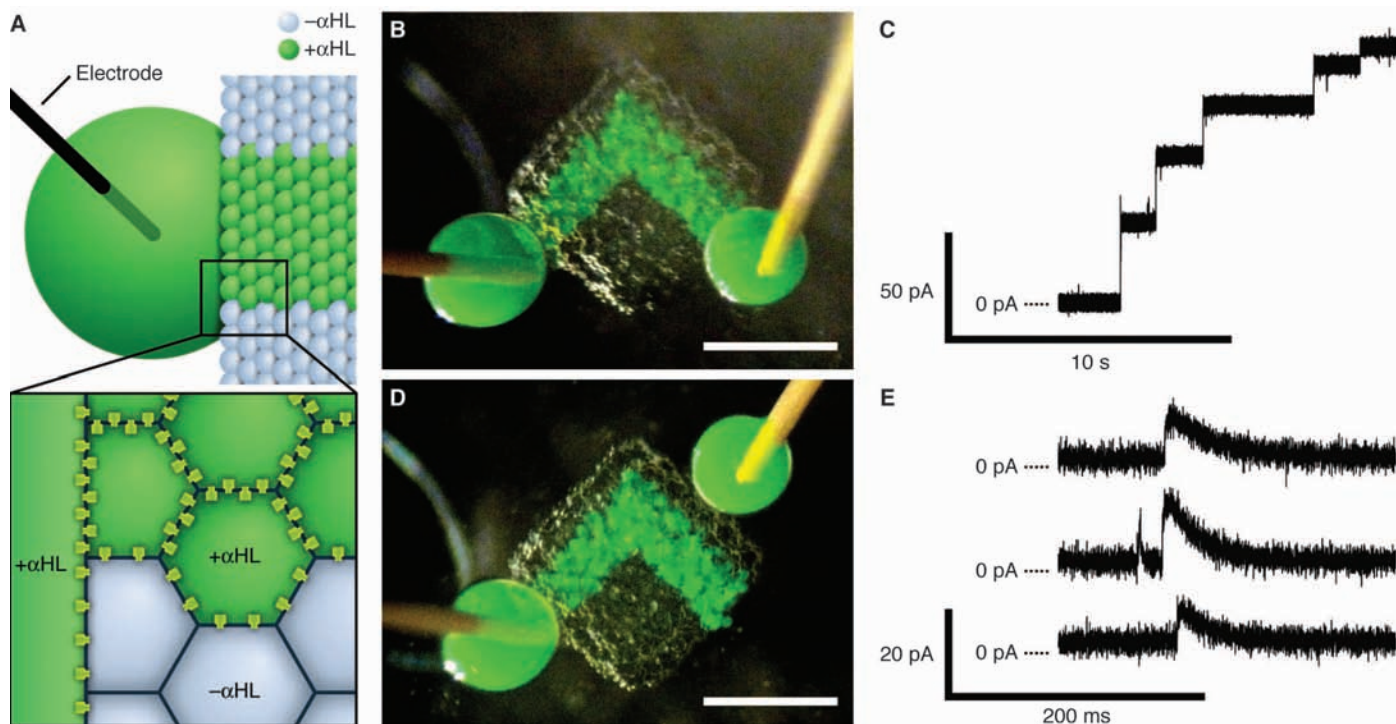 A
−αHL
+αHL
Electrode
+αHL
+αHL
−αHL
B
C
50 pA
0 pA
10 s
D
E
0 pA
0 pA
0 pA
20 pA
200 ms